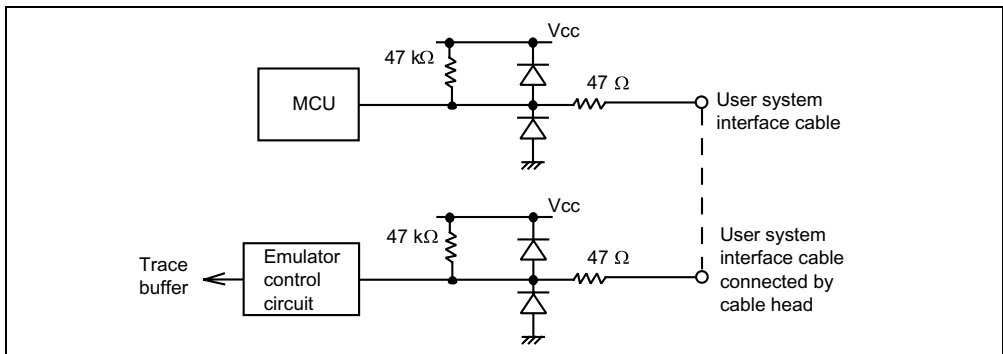 Vcc
47 kΩ
47 Ω
MCU
User system
interface cable
Vcc
47 kΩ
47 Ω
Trace
buffer
Emulator
control
circuit
User system
interface cable
connected by
cable head